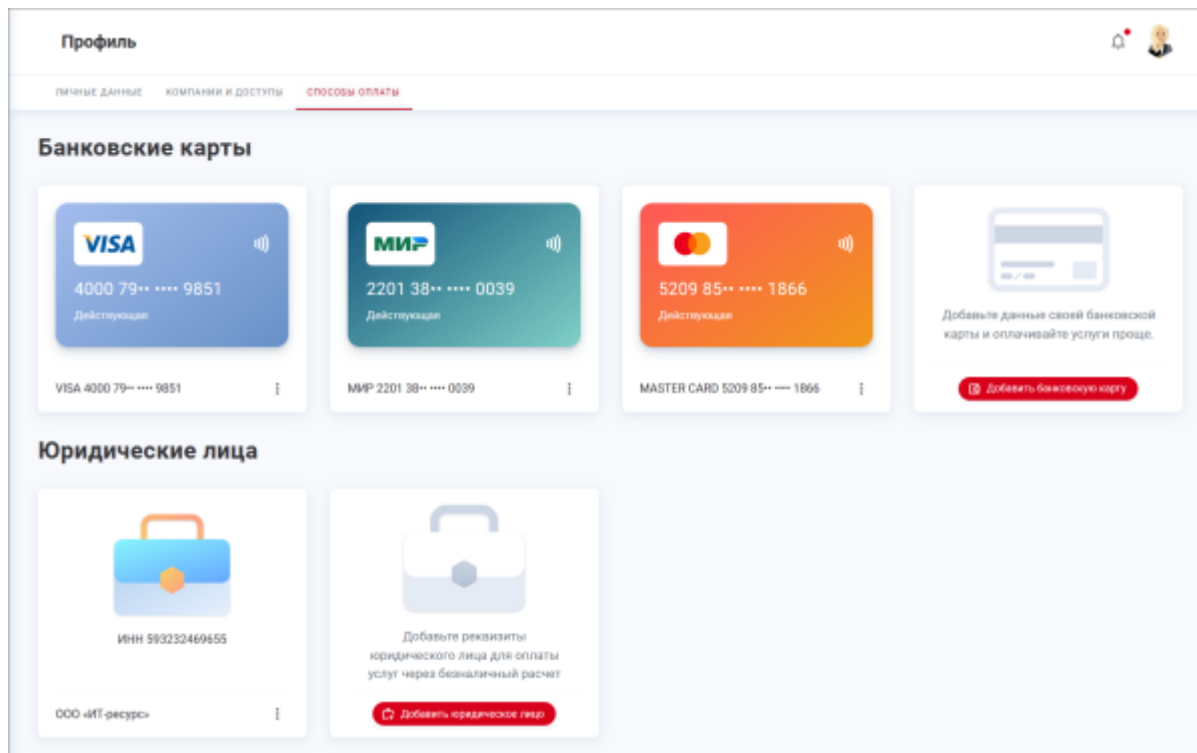 Профиль
ЛИЧНЫЕ ДАННЫЕ КОМПАНИИ И ДОСТУПЫ СПОСОБЫ ОПЛАТЫ
Банковские карты
VISA
4000 79•• •••• 9851
Действующая
VISA 4000 79•• •••• 9851
МИР
2201 38•• •••• 0039
Действующая
МИР 2201 38•• •••• 0039
5209 85•• •••• 1866
Действующая
MASTER CARD 5209 85•• •••• 1866
Добавьте данные своей банковской
карты и оплачивайте услуги проще.
Добавить банковскую карту
Юридические лица
ИНН 593232469655
ООО «ИТ-ресурс»
Добавьте реквизиты
юридического лица для оплаты
услуг через безналичный расчет
Добавить юридическое лицо